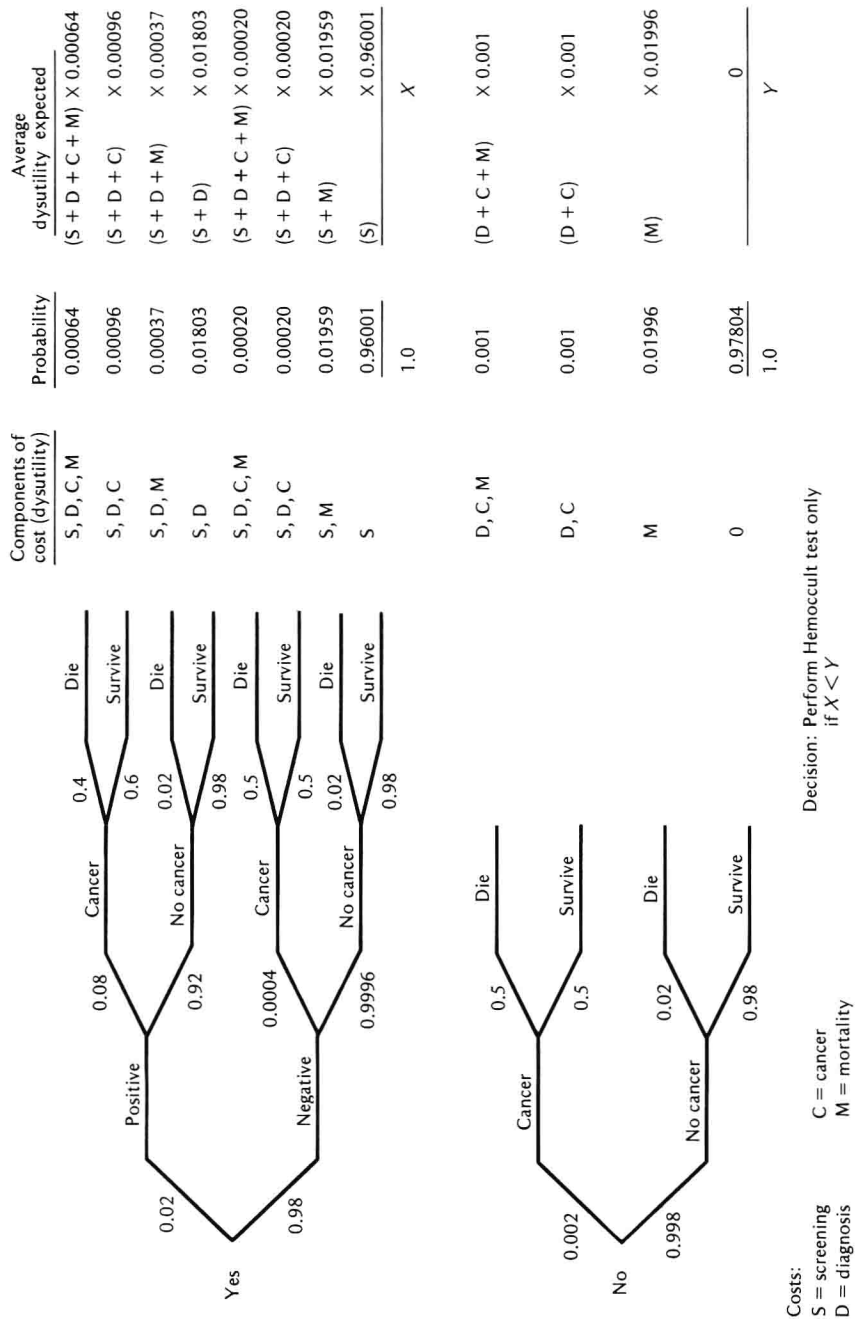 Components of cost (dysutility)
Probability
Average dysutility expected
Yes
0.02
Positive
0.08
Cancer
0.4
Die
S, D, C, M
0.00064
(S + D + C + M) X 0.00064
0.6
Survive
S, D, C
0.00096
(S + D + C) X 0.00096
0.92
No cancer
0.02
Die
S, D, M
0.00037
(S + D + M) X 0.00037
0.98
Survive
S, D
0.01803
(S + D) X 0.01803
0.98
Negative
0.0004
Cancer
0.5
Die
S, D, C, M
0.00020
(S + D + C + M) X 0.00020
0.5
Survive
S, D, C
0.00020
(S + D + C) X 0.00020
0.9996
No cancer
0.02
Die
S, M
0.01959
(S + M) X 0.01959
0.98
Survive
S
0.96001
(S) X 0.96001
1.0
X
No
0.002
Cancer
0.5
Die
D, C, M
0.001
(D + C + M) X 0.001
0.5
Survive
D, C
0.001
(D + C) X 0.001
0.998
No cancer
0.02
Die
M
0.01996
(M) X 0.01996
0.98
Survive
0
0.97804
0
1.0
Y
Costs:
S = screening
D = diagnosis
C = cancer
M = mortality
Decision: Perform Hemoccult test only
if X < Y